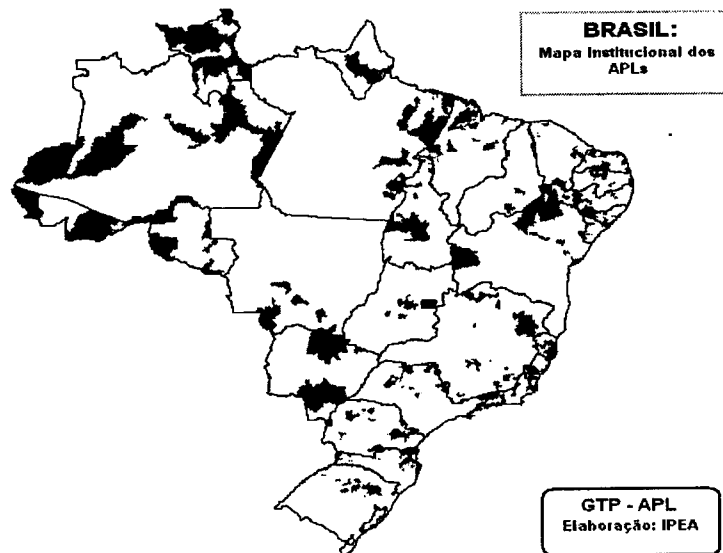 BRASIL:
Mapa Institucional dos
APLs
GTP - APL
Elaboração: IPEA